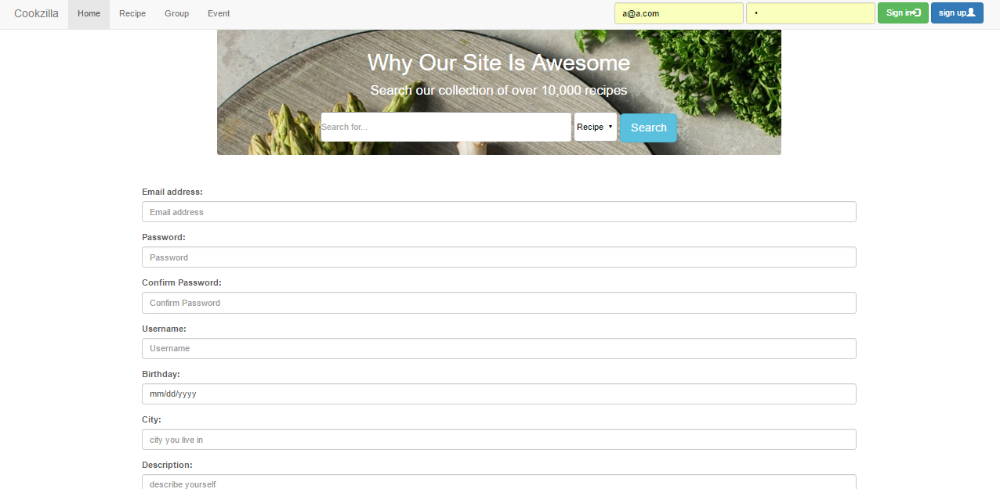 Cookzilla Home Recipe Group Event a@a.com • Sign in sign up
Why Our Site Is Awesome
Search our collection of over 10,000 recipes
Search for... Recipe Search
Email address:
Email address
Password:
Password
Confirm Password:
Confirm Password
Username:
Username
Birthday:
mm/dd/yyyy
City:
city you live in
Description:
describe yourself